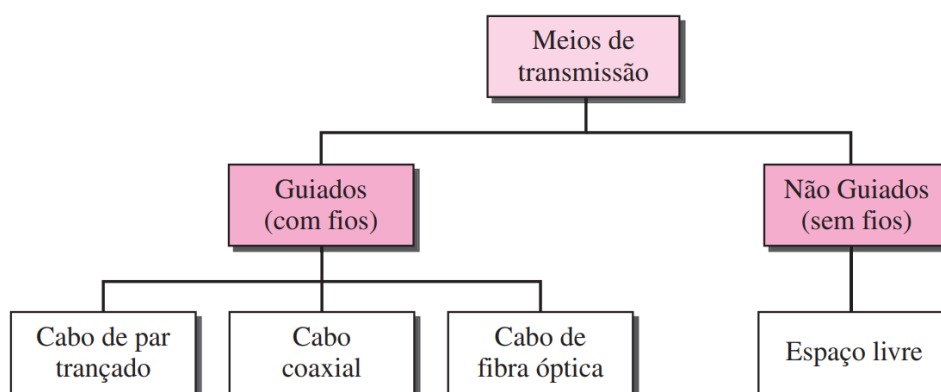 Meios de
transmissão
Guiados
(com fios)
Não Guiados
(sem fios)
Cabo de par
trançado
Cabo
coaxial
Cabo de
fibra óptica
Espaço livre